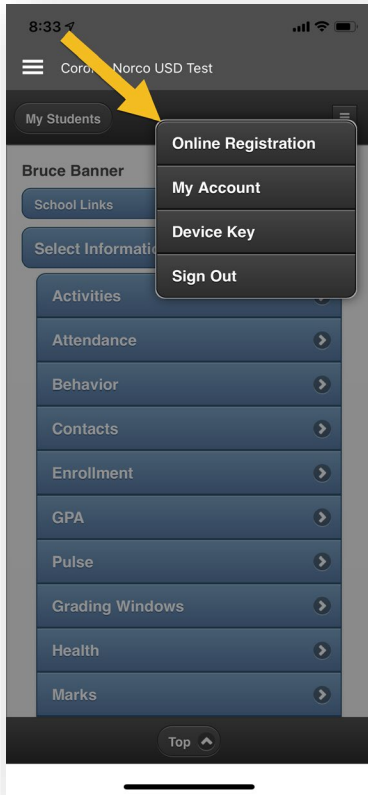 8:33
Coron Norco USD Test
My Students
Online Registration
My Account
Device Key
Sign Out
Bruce Banner
School Links
Select Informatio
Activities
Attendance
Behavior
Contacts
Enrollment
GPA
Pulse
Grading Windows
Health
Marks
Top